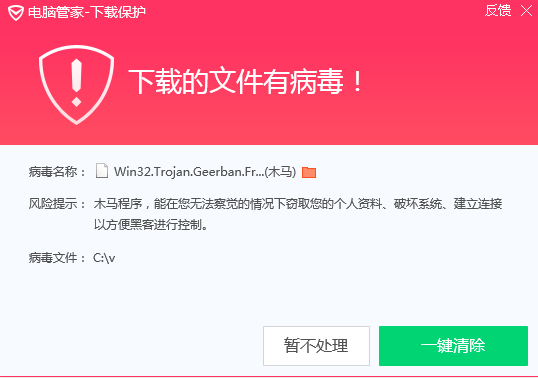 电脑管家-下载保护 反馈
下载的文件有病毒！
病毒名称： Win32.Trojan.Geerban.Fr...(木马)
风险提示： 木马程序，能在您无法察觉的情况下窃取您的个人资料、破坏系统、建立连接
以方便黑客进行控制。
病毒文件： C:\v
暂不处理 一键清除